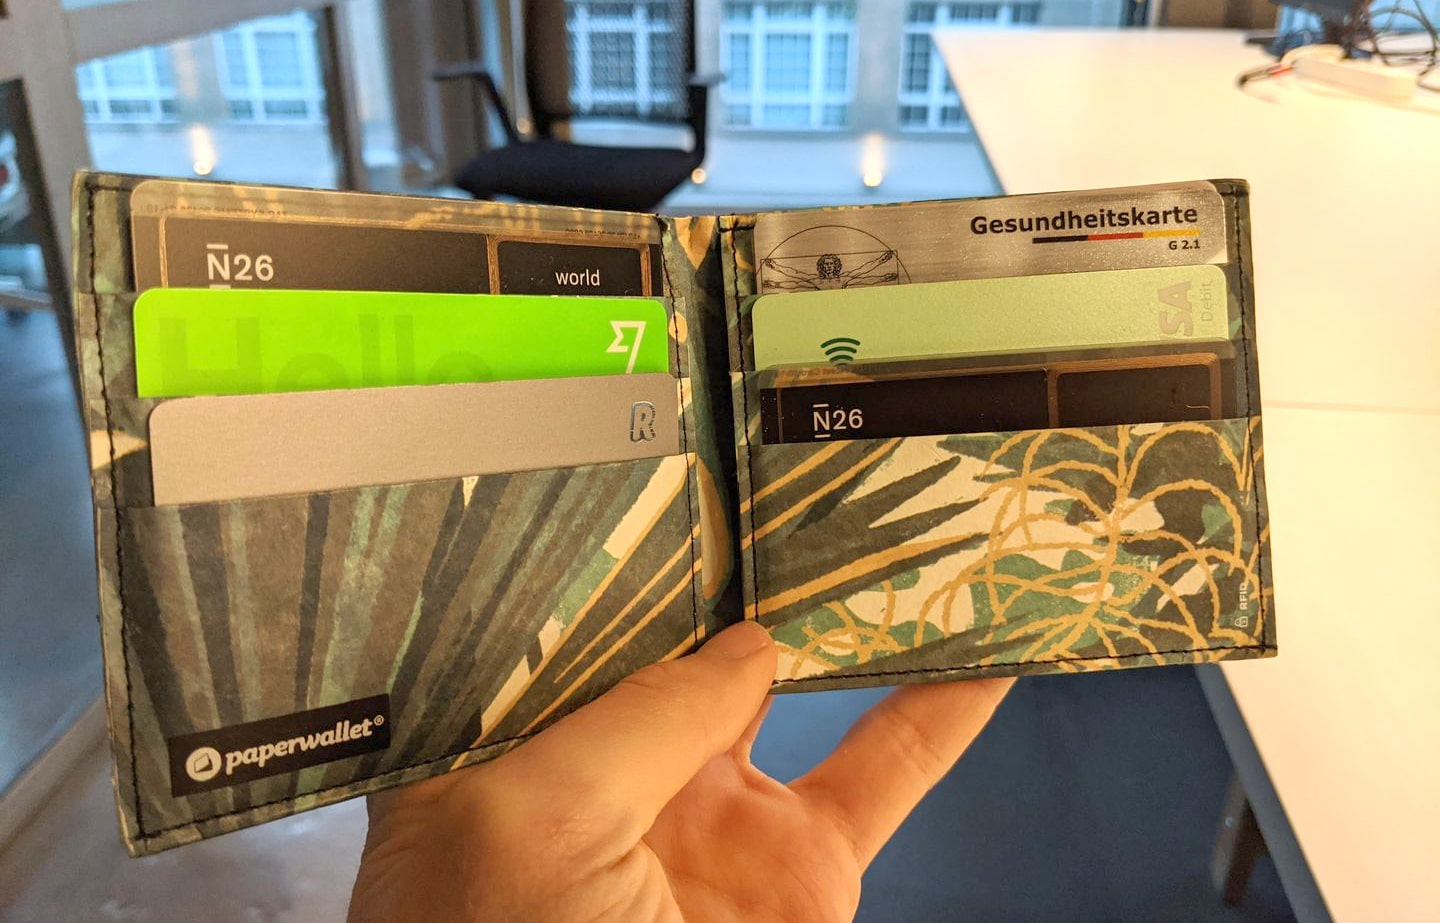 N26
world
Hello
R
paperwallet®
Gesundheitskarte
G 2.1
SA
Debit
N26
RFID